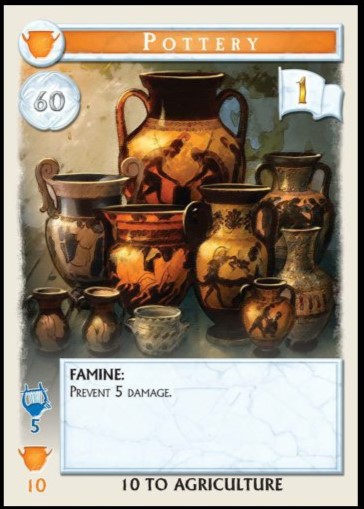 POTTERY
60
1
FAMINE:
PREVENT 5 DAMAGE.
5
10
10 TO AGRICULTURE